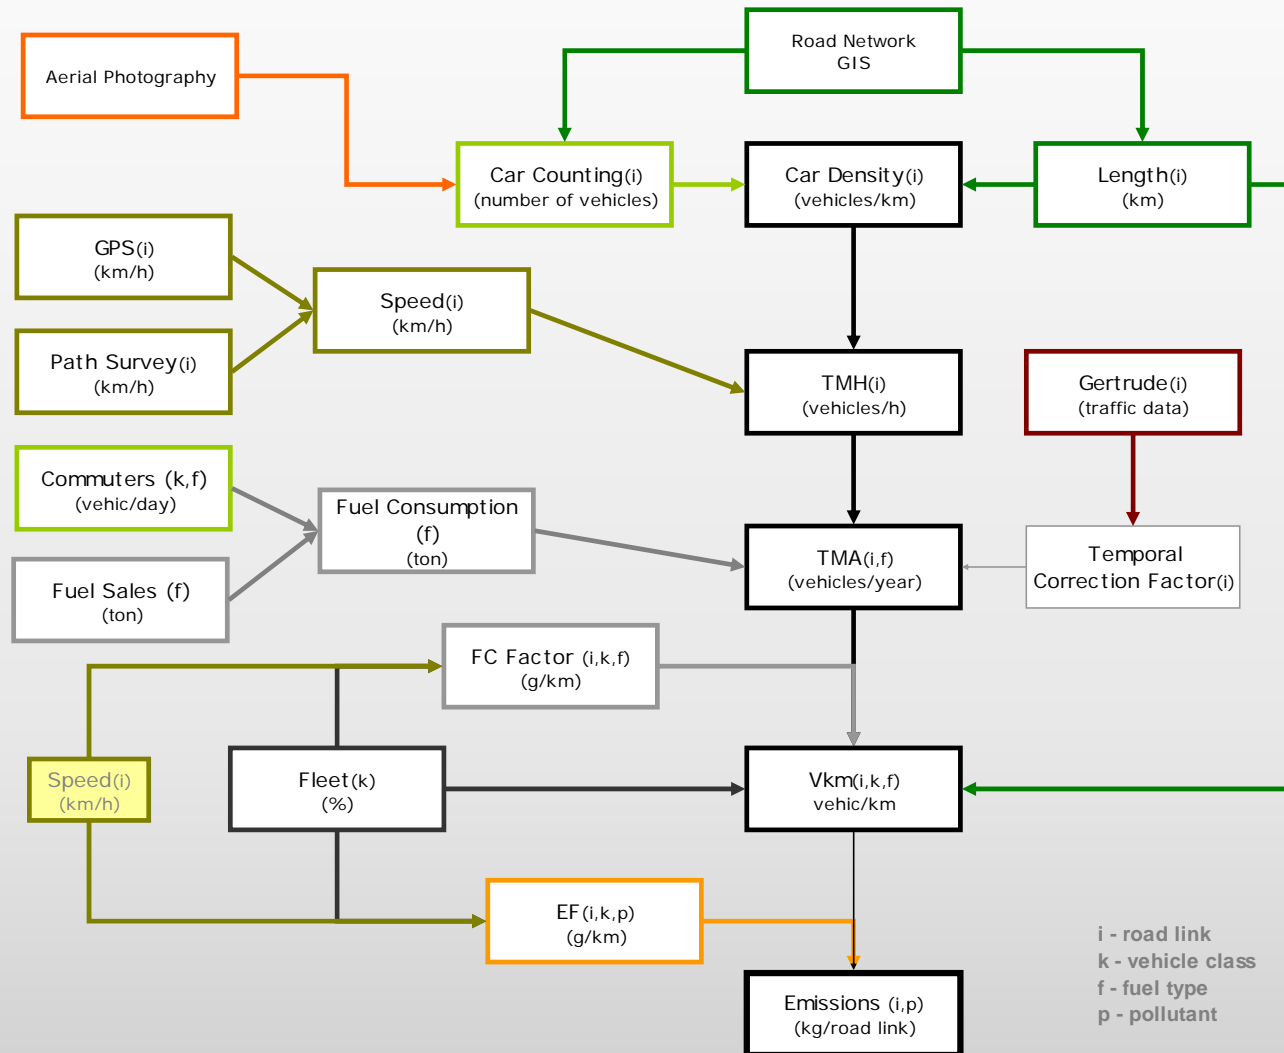 Road Network
GIS
Aerial Photography
Car Counting(i)
(number of vehicles)
Car Density(i)
(vehicles/km)
Length(i)
(km)
GPS(i)
(km/h)
Speed(i)
(km/h)
Path Survey(i)
(km/h)
TMH(i)
(vehicles/h)
Gertrude(i)
(traffic data)
Commuters (k,f)
(vehic/day)
Fuel Consumption
(f)
(ton)
TMA(i,f)
(vehicles/year)
Temporal
Correction Factor(i)
Fuel Sales (f)
(ton)
FC Factor (i,k,f)
(g/km)
Speed(i)
(km/h)
Fleet(k)
(%)
Vkm(i,k,f)
vehic/km
EF(i,k,p)
(g/km)
Emissions (i,p)
(kg/road link)
i - road link
k - vehicle class
f - fuel type
p - pollutant